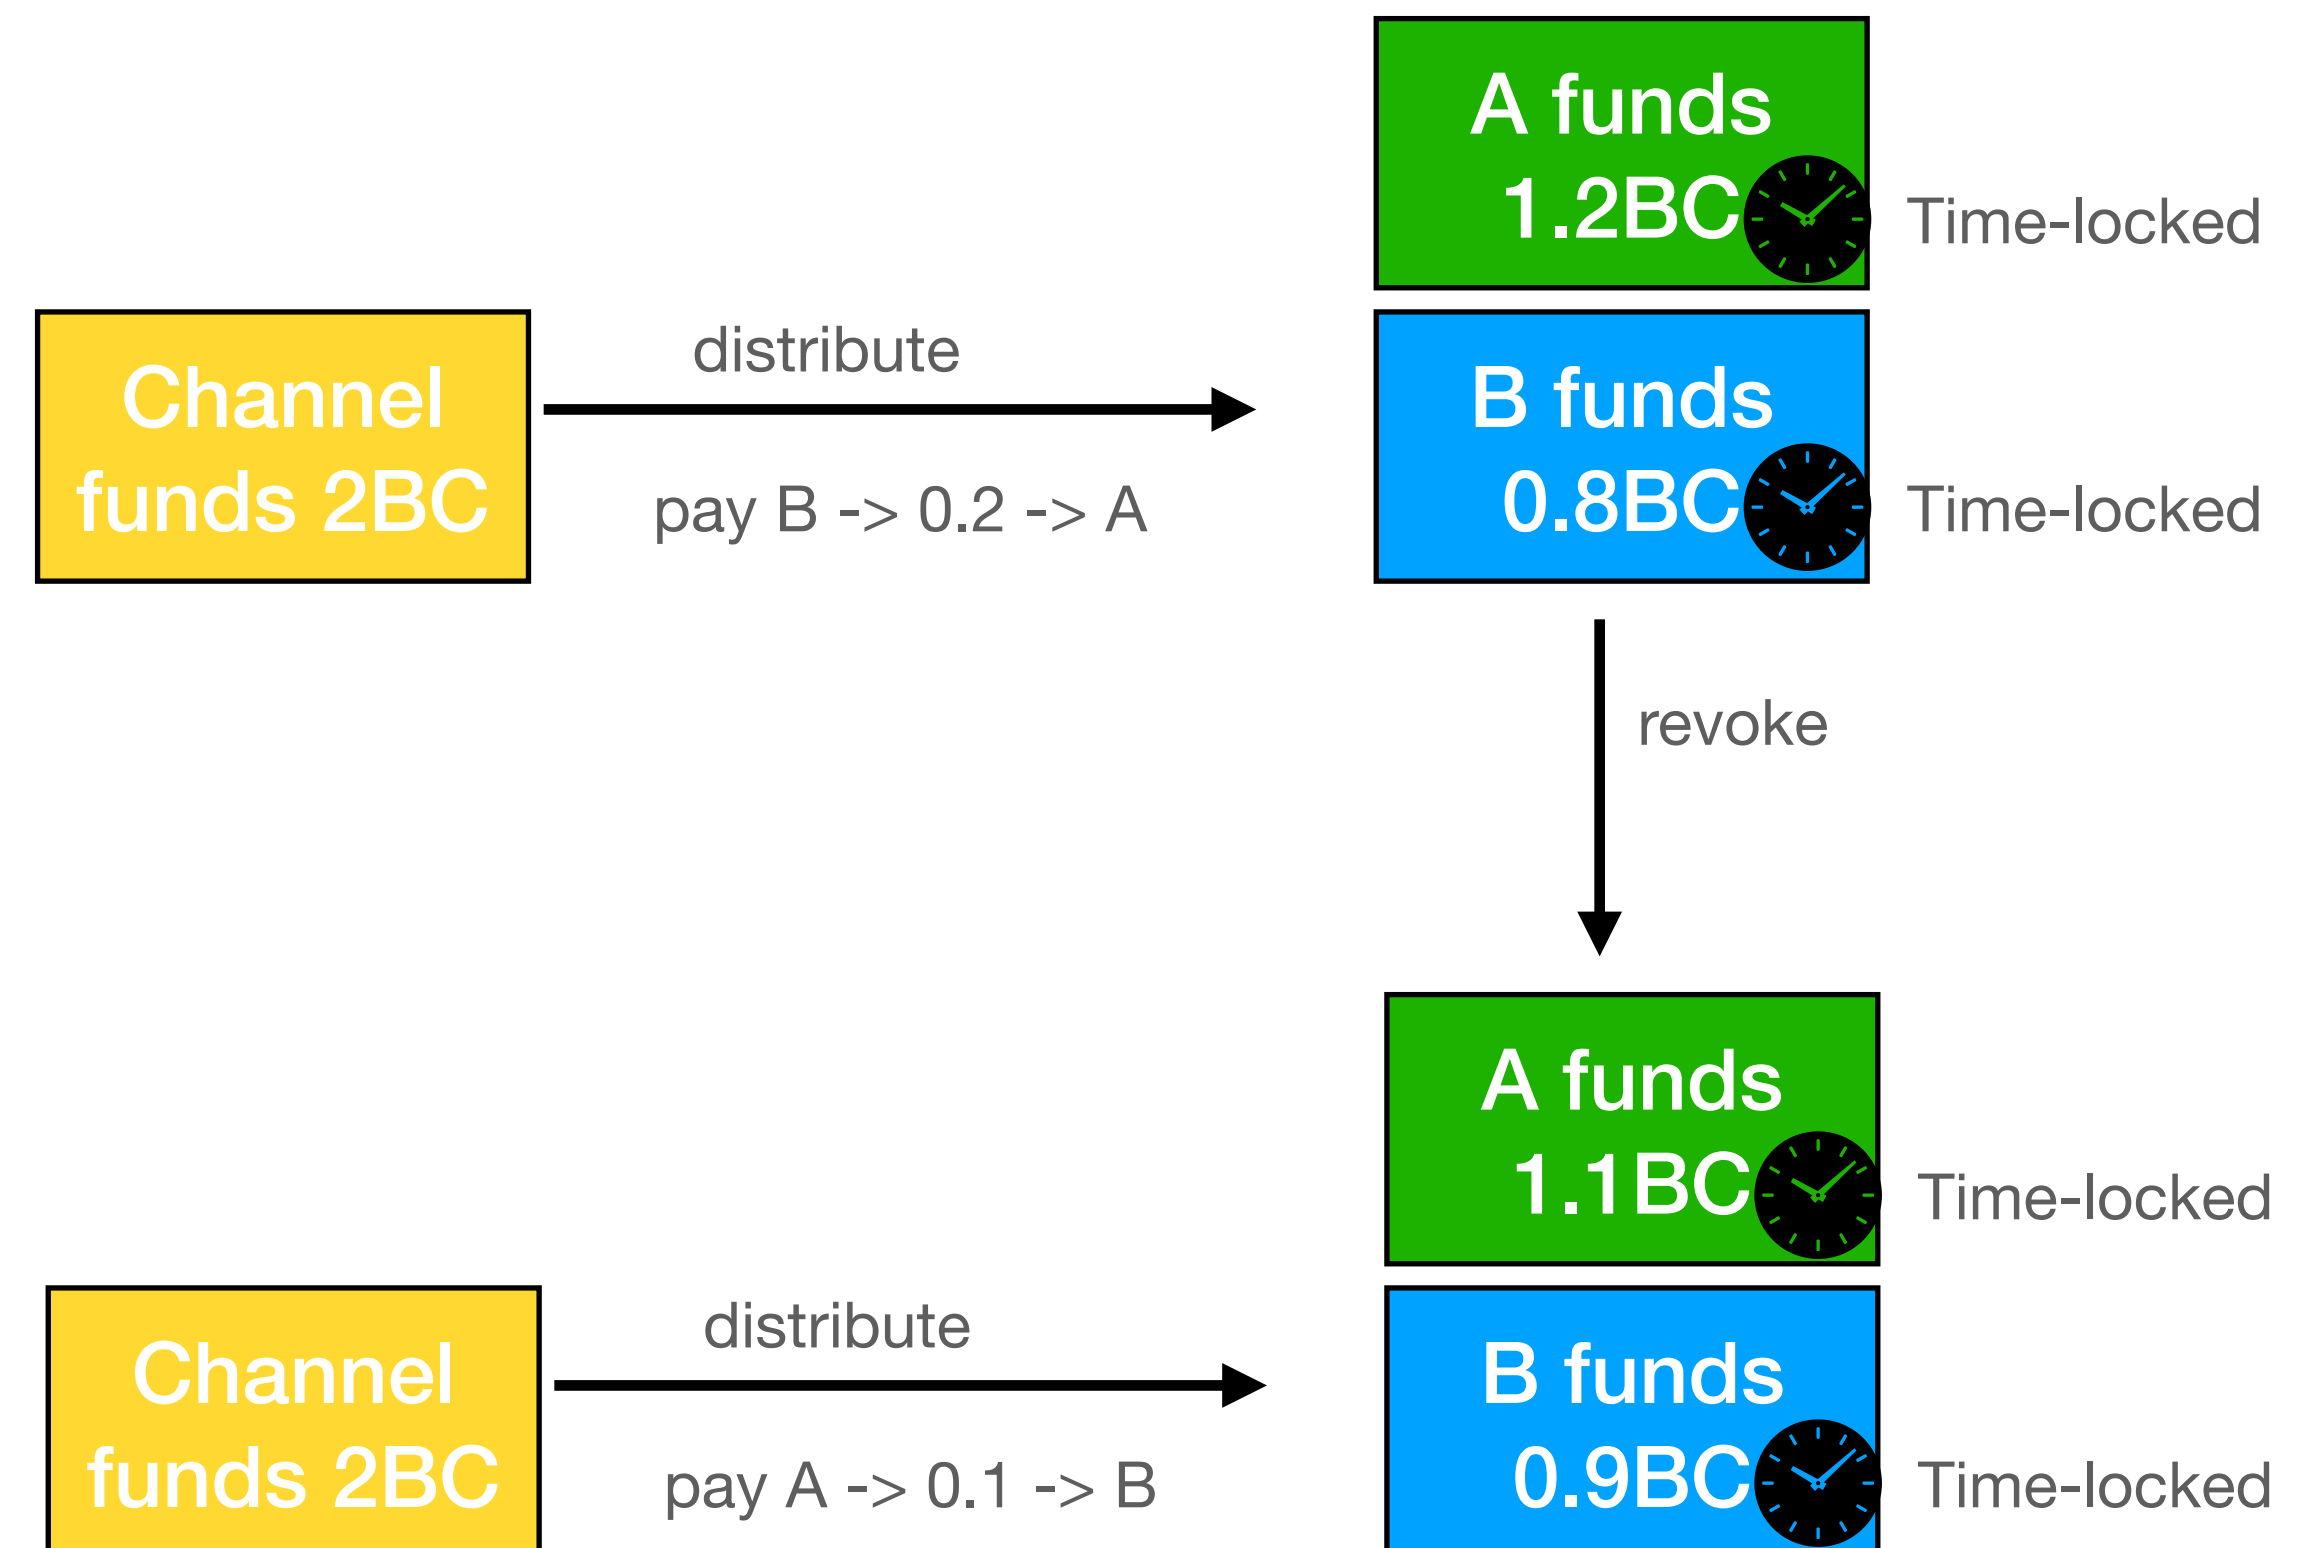 A funds
1.2BC
Time-locked
Channel
funds 2BC
distribute
pay B -> 0.2 -> A
B funds
0.8BC
Time-locked
revoke
A funds
1.1BC
Time-locked
Channel
funds 2BC
distribute
pay A -> 0.1 -> B
B funds
0.9BC
Time-locked